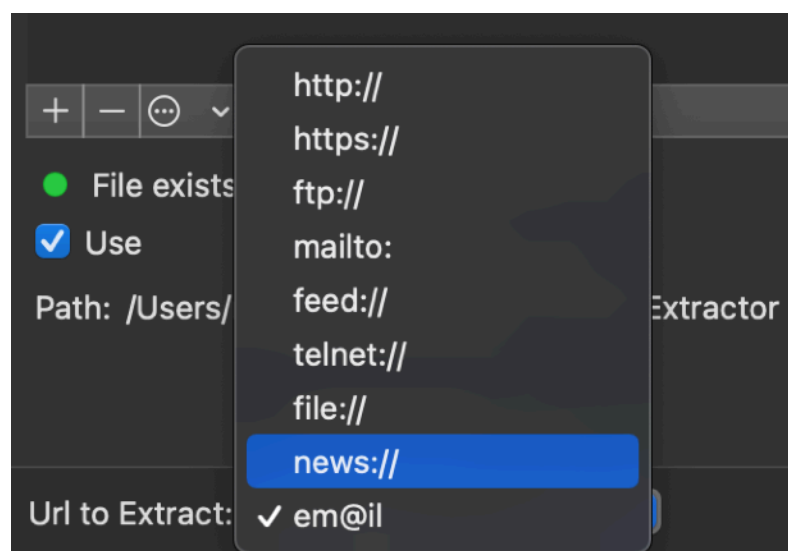 http://
https://
ftp://
File exists
Use
mailto:
Path: /Users/
feed://
Extractor
telnet://
file://
news://
Url to Extract:
✓ em@il